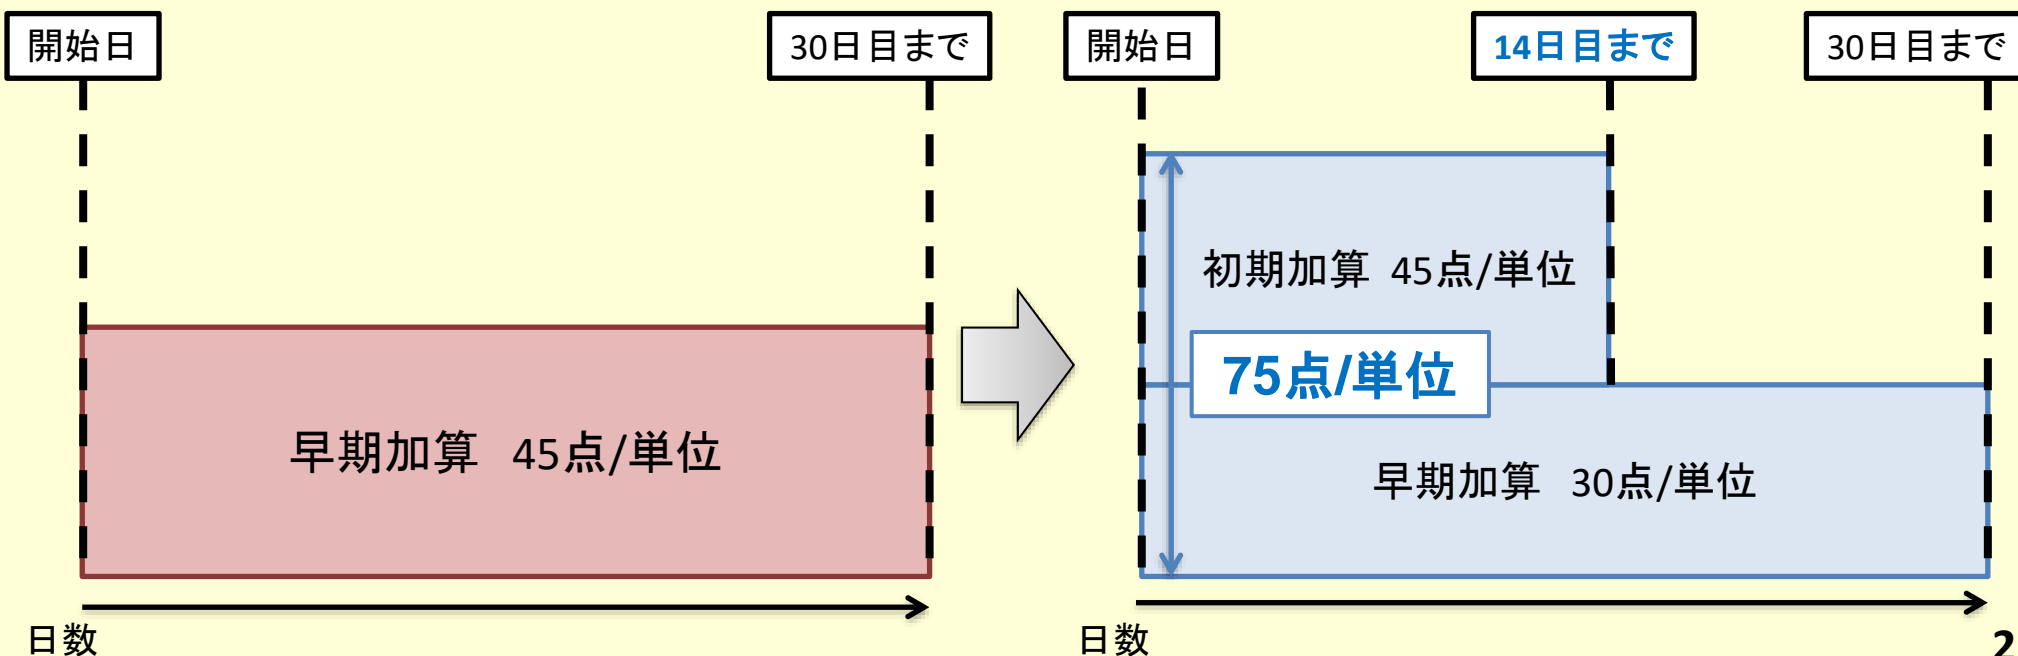 開始日
30日目まで
早期加算 45点/単位
日数
開始日
14日目まで
30日目まで
初期加算 45点/単位
75点/単位
早期加算 30点/単位
日数
2